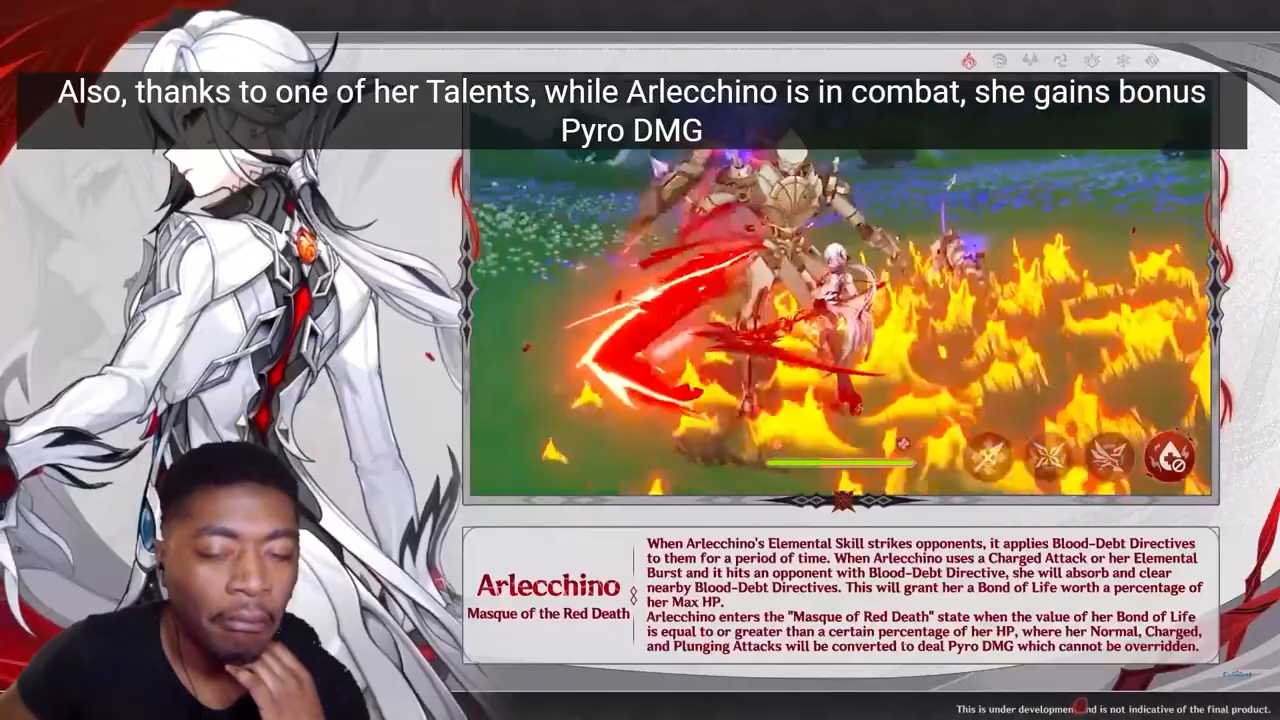 Also, thanks to one of her Talents, while Arlecchino is in combat, she gains bonus
Pyro DMG
Arlecchino
Masque of the Red Death
When Arlecchino's Elemental Skill strikes opponents, it applies Blood-Debt Directives
to them for a period of time. When Arlecchino uses a Charged Attack or her Elemental
Burst and it hits an opponent with Blood-Debt Directive, she will absorb and clear
nearby Blood-Debt Directives. This will grant her a Bond of Life worth a percentage of
her Max HP.
Arlecchino enters the "Masque of Red Death" state when the value of her Bond of Life
is equal to or greater than a certain percentage of her HP, where her Normal, Charged,
and Plunging Attacks will be converted to deal Pyro DMG which cannot be overridden.
This is under development and is not indicative of the final product.